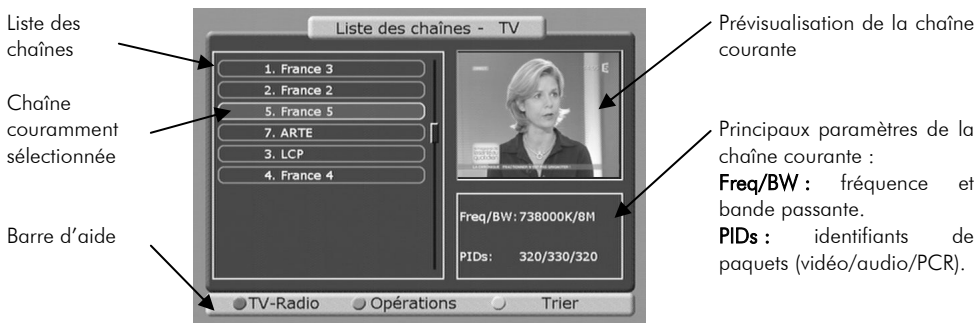 Liste des
chaînes
Chaîne
couramment
sélectionnée
Barre d'aide
Liste des chaînes - TV
1. France 3
2. France 2
5. France 5
7. ARTE
3. LCP
4. France 4
Freq/BW: 738000K/8M
PIDs: 320/330/320
TV-Radio Opérations Trier
Prévisualisation de la chaîne
courante
Principaux paramètres de la
chaîne courante :
Freq/BW : fréquence et
bande passante.
PIDs : identifiants de
paquets (vidéo/audio/PCR).